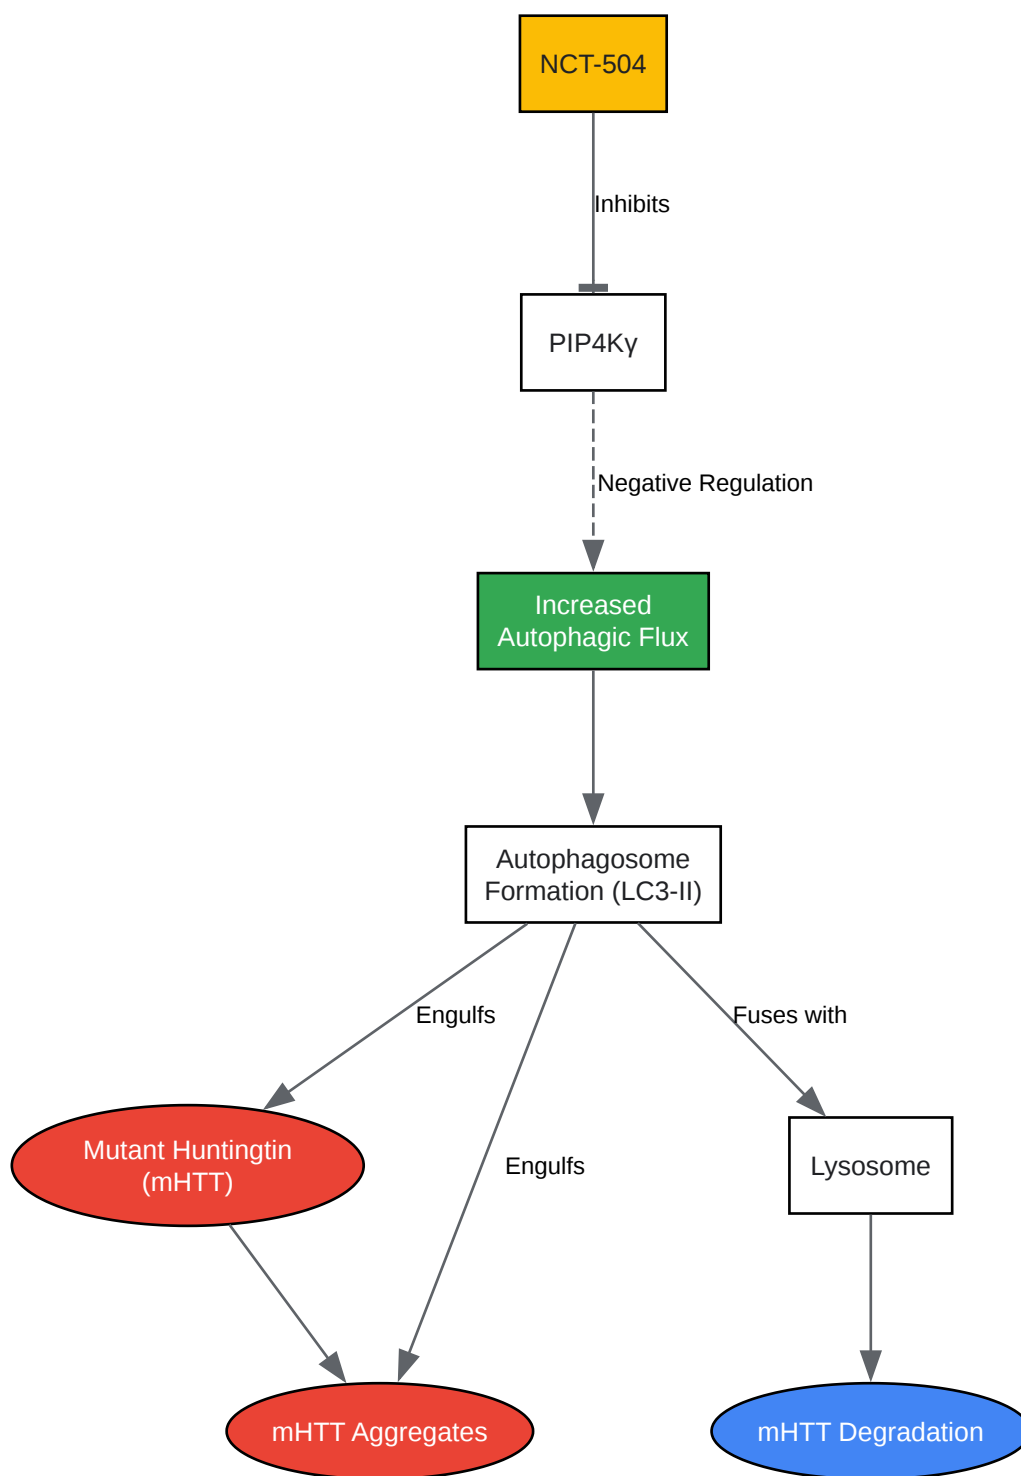 NCT-504
Inhibits
PIP4Kγ
Negative Regulation
Increased
Autophagic Flux
Autophagosome
Formation (LC3-II)
Engulfs
Fuses with
Mutant Huntingtin
(mHTT)
Engulfs
Lysosome
mHTT Aggregates
mHTT Degradation